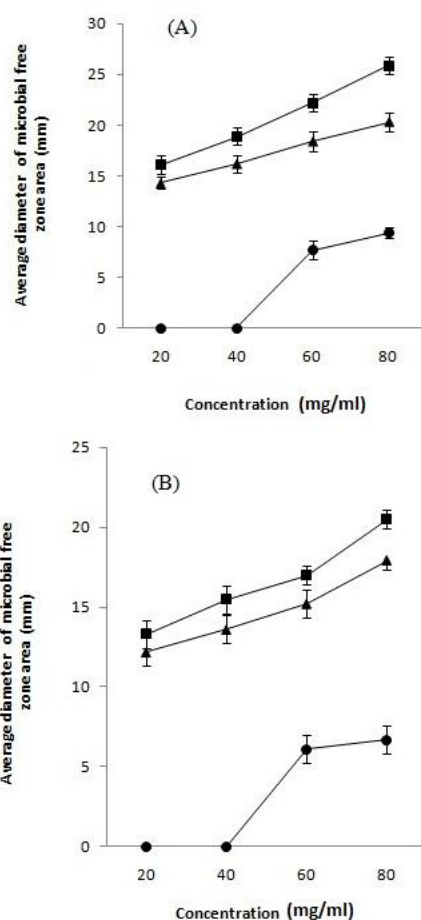 (A)
30
25
20
15
10
5
0
Average diameter of microbial free
zone area (mm)
20 40 60 80
Concentration (mg/ml)
(B)
25
20
15
10
5
0
Average diameter of microbial free
zone area (mm)
20 40 60 80
Concentration (mg/ml)